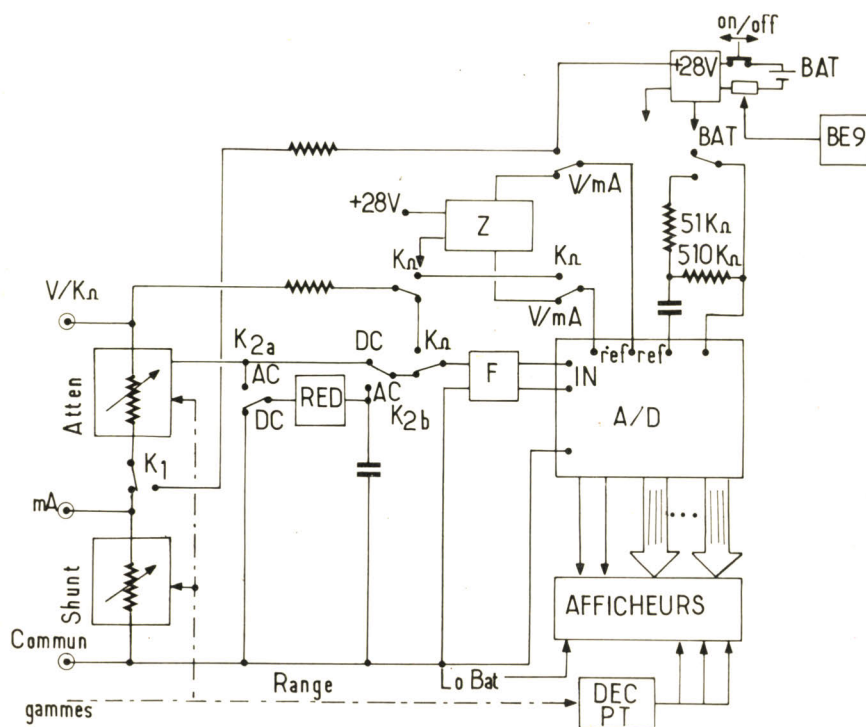 on/off
+28V
BAT
BAT
BE9
V/mA
+28V
Z
51KΩ
510KΩ
KΩ
KΩ
V/KΩ
V/mA
K2a
DC
KΩ
ref ref
AC
RED
AC
F
IN
DC
K2b
A/D
Atten
K1
mA
Shunt
AFFICHEURS
Commun
Range
Lo Bat
gammes
DEC
PT